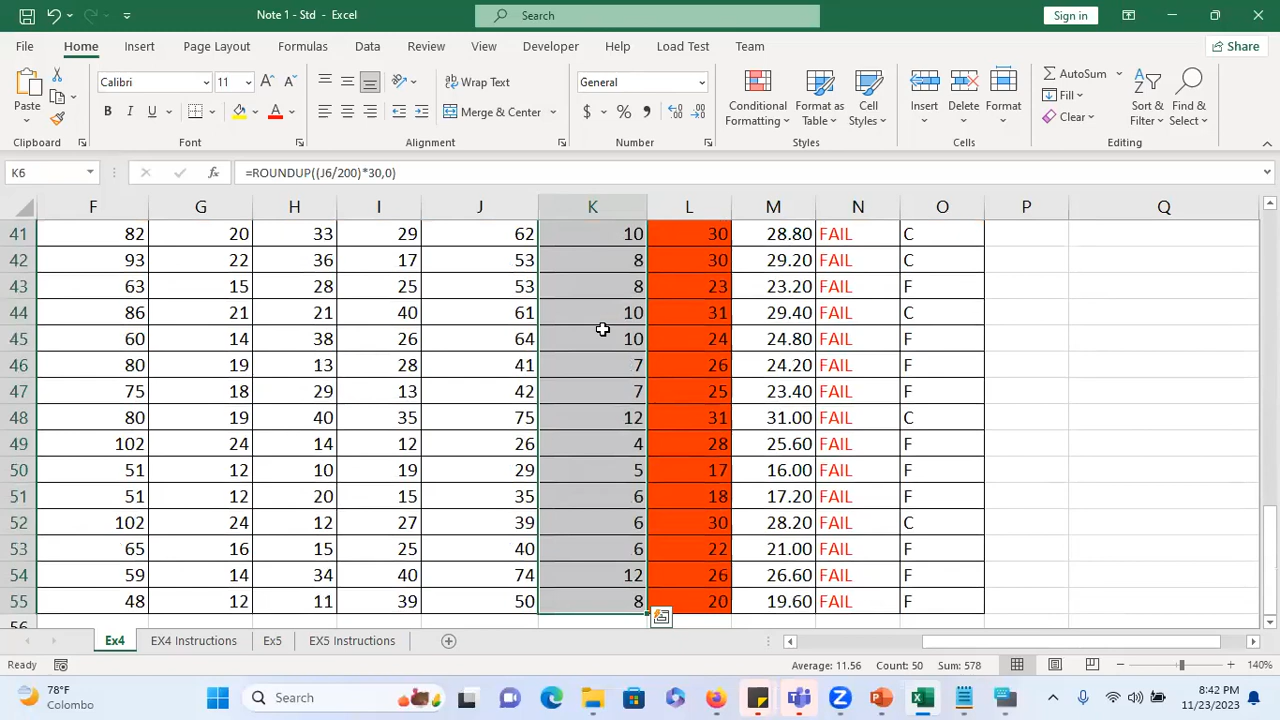 Note 1 - Std - Excel
Search
Sign in
File Home Insert Page Layout Formulas Data Review View Developer Help Load Test Team
Share
Paste
Calibri 11
B I U
Wrap Text
Merge & Center
General
$ % ,
Conditional Formatting
Format as Table
Cell Styles
Insert
Delete
Format
AutoSum
Fill
Clear
Sort & Filter
Find & Select
Clipboard Font Alignment Number Styles Cells Editing
K6
fx
=ROUNDUP((J6/200)*30,0)
F G H I J K L M N O P Q
41 82 20 33 29 62 10 30 28.80 FAIL C
42 93 22 36 17 53 8 30 29.20 FAIL C
43 63 15 28 25 53 8 23 23.20 FAIL F
44 86 21 21 40 61 10 31 29.40 FAIL C
45 60 14 38 26 64 10 24 24.80 FAIL F
46 80 19 13 28 41 7 26 24.20 FAIL F
47 75 18 29 13 42 7 25 23.40 FAIL F
48 80 19 40 35 75 12 31 31.00 FAIL C
49 102 24 14 12 26 4 28 25.60 FAIL F
50 51 12 10 19 29 5 17 16.00 FAIL F
51 51 12 20 15 35 6 18 17.20 FAIL F
52 102 24 12 27 39 6 30 28.20 FAIL C
53 65 16 15 25 40 6 22 21.00 FAIL F
54 59 14 34 40 74 12 26 26.60 FAIL F
55 48 12 11 39 50 8 20 19.60 FAIL F
56
Ex4 EX4 Instructions Ex5 EX5 Instructions
Ready
Average: 11.56 Count: 50 Sum: 578
140%
78°F
Colombo
Search
8:42 PM
11/23/2023